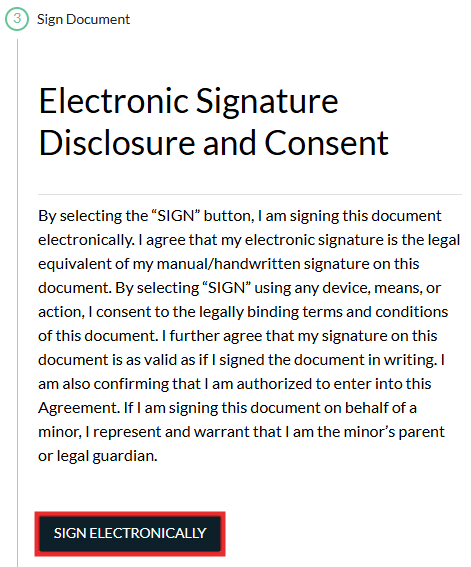 3 Sign Document
Electronic Signature
Disclosure and Consent
By selecting the “SIGN” button, I am signing this document
electronically. I agree that my electronic signature is the legal
equivalent of my manual/handwritten signature on this
document. By selecting “SIGN” using any device, means, or
action, I consent to the legally binding terms and conditions
of this document. I further agree that my signature on this
document is as valid as if I signed the document in writing. I
am also confirming that I am authorized to enter into this
Agreement. If I am signing this document on behalf of a
minor, I represent and warrant that I am the minor’s parent
or legal guardian.
SIGN ELECTRONICALLY